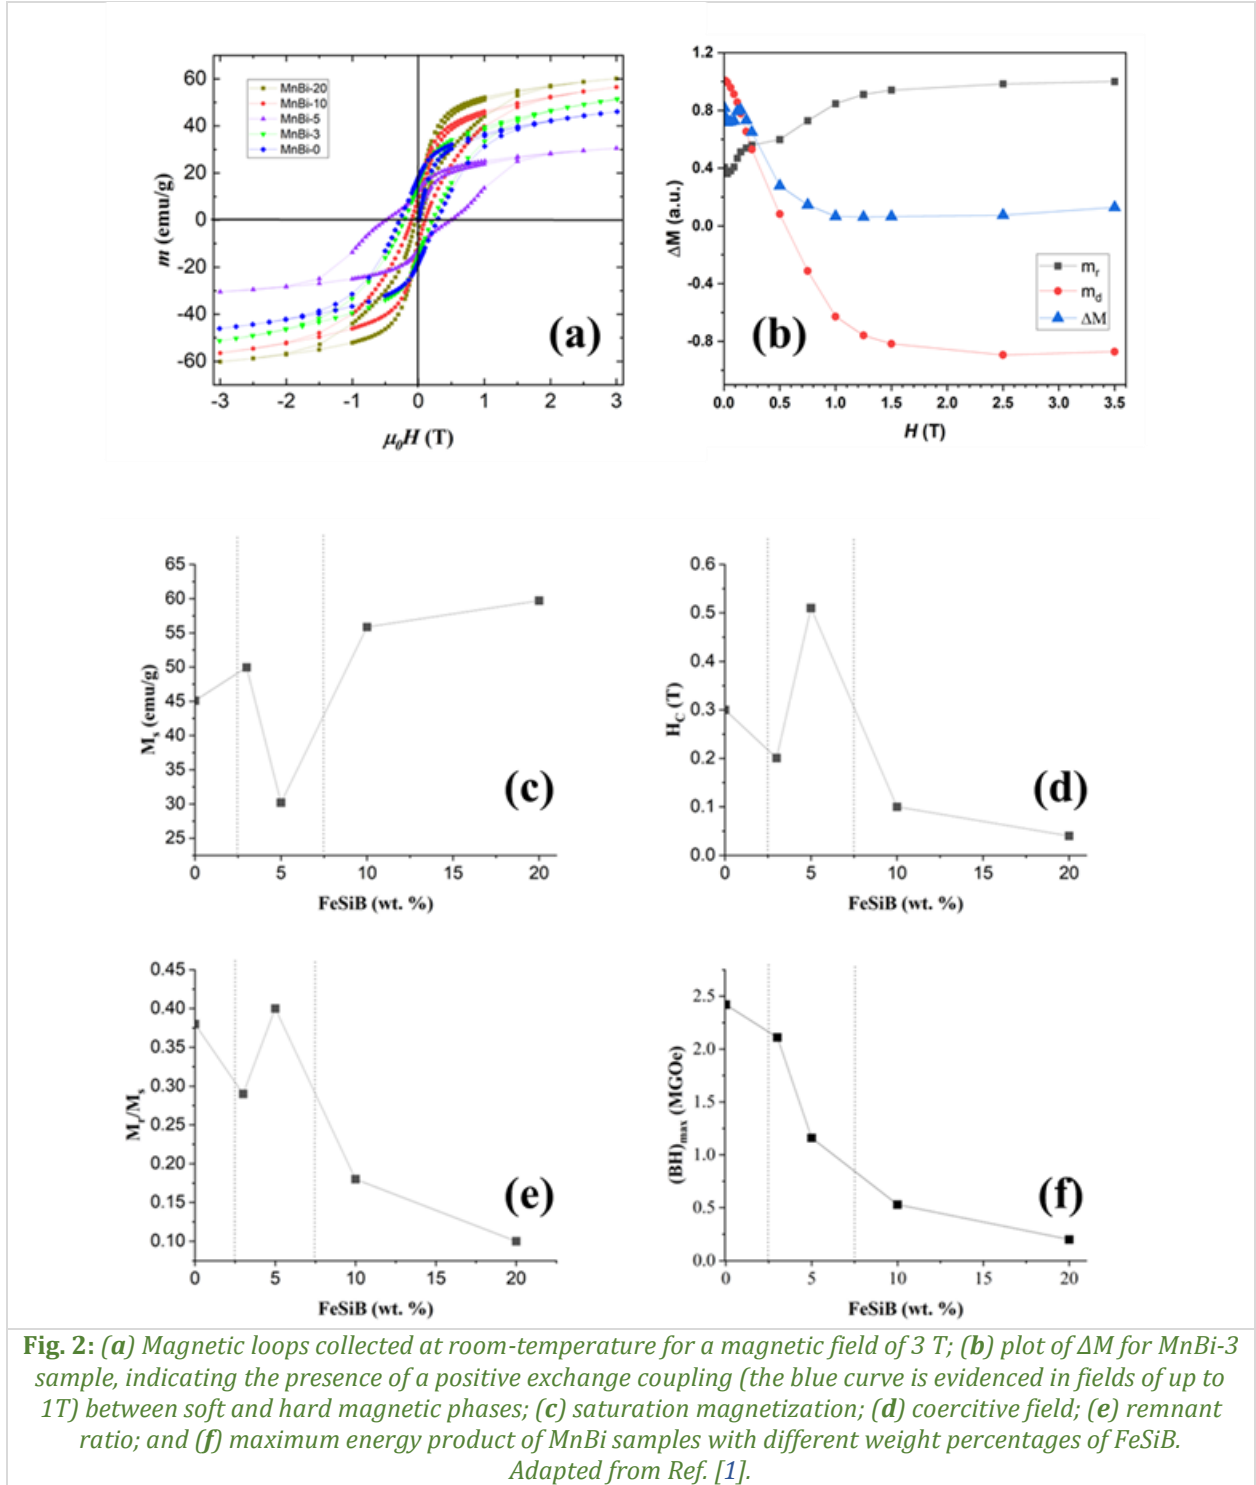 60
40
20
0
-20
-40
-60
m (emu/g)
MnBi-20
MnBi-10
MnBi-5
MnBi-3
MnBi-0
(a)
-3 -2 -1 0 1 2 3
μ0H (T)
1.2
0.8
0.4
0.0
-0.4
-0.8
ΔM (a.u.)
mr
md
ΔM
(b)
0.0 0.5 1.0 1.5 2.0 2.5 3.0 3.5
H (T)
65
60
55
50
45
40
35
30
25
Ms (emu/g)
(c)
0 5 10 15 20
FeSiB (wt. %)
0.6
0.5
0.4
0.3
0.2
0.1
0.0
HC (T)
(d)
0 5 10 15 20
FeSiB (wt. %)
0.45
0.40
0.35
0.30
0.25
0.20
0.15
0.10
Mr/Ms
(e)
0 5 10 15 20
FeSiB (wt. %)
2.5
2.0
1.5
1.0
0.5
0.0
(BH)max (MGOe)
(f)
0 5 10 15 20
FeSiB (wt. %)
Fig. 2: (a) Magnetic loops collected at room-temperature for a magnetic field of 3 T; (b) plot of ΔM for MnBi-3
sample, indicating the presence of a positive exchange coupling (the blue curve is evidenced in fields of up to
1T) between soft and hard magnetic phases; (c) saturation magnetization; (d) coercitive field; (e) remnant
ratio; and (f) maximum energy product of MnBi samples with different weight percentages of FeSiB.
Adapted from Ref. [1].